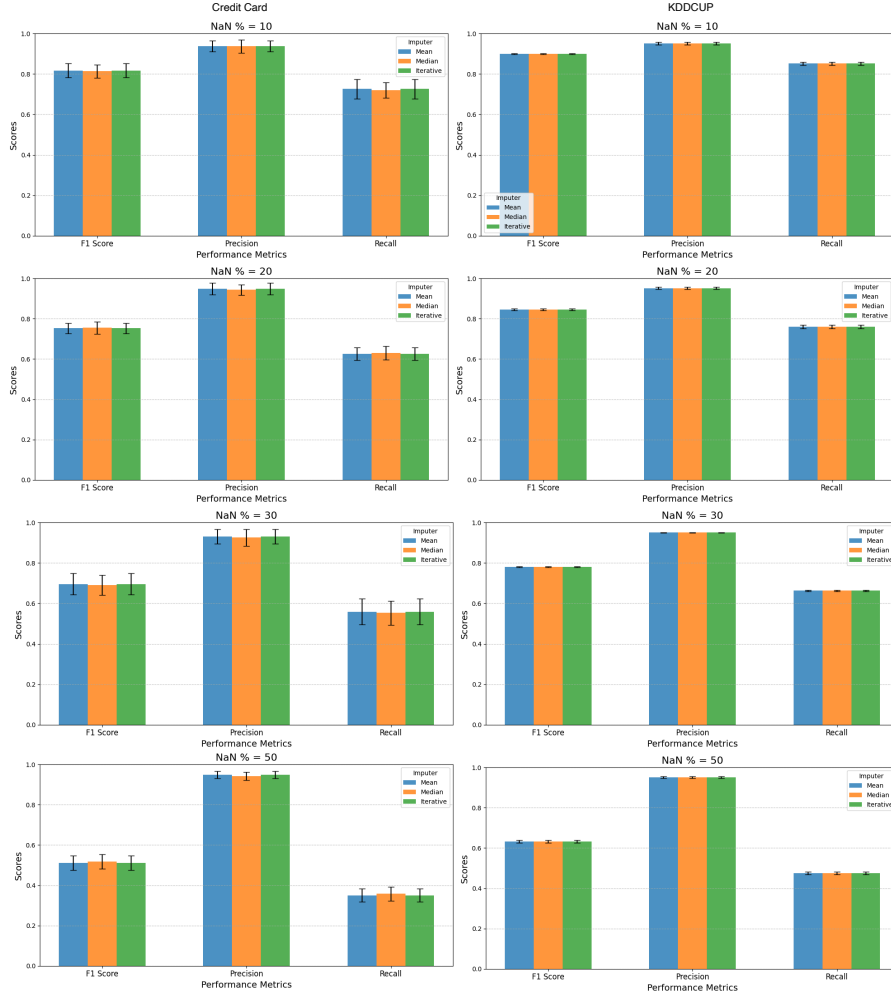 Credit Card
NaN % = 10
1.0
0.8
0.6
0.4
0.2
0.0
Scores
Imputer
Mean
Median
Iterative
F1 Score Precision Recall
Performance Metrics
KDDCUP
NaN % = 10
1.0
0.8
0.6
0.4
0.2
0.0
Scores
Imputer
Mean
Median
Iterative
F1 Score Precision Recall
Performance Metrics
NaN % = 20
1.0
0.8
0.6
0.4
0.2
0.0
Scores
Imputer
Mean
Median
Iterative
F1 Score Precision Recall
Performance Metrics
NaN % = 20
1.0
0.8
0.6
0.4
0.2
0.0
Scores
Imputer
Mean
Median
Iterative
F1 Score Precision Recall
Performance Metrics
NaN % = 30
1.0
0.8
0.6
0.4
0.2
0.0
Scores
Imputer
Mean
Median
Iterative
F1 Score Precision Recall
Performance Metrics
NaN % = 30
1.0
0.8
0.6
0.4
0.2
0.0
Scores
Imputer
Mean
Median
Iterative
F1 Score Precision Recall
Performance Metrics
NaN % = 50
1.0
0.8
0.6
0.4
0.2
0.0
Scores
Imputer
Mean
Median
Iterative
F1 Score Precision Recall
Performance Metrics
NaN % = 50
1.0
0.8
0.6
0.4
0.2
0.0
Scores
Imputer
Mean
Median
Iterative
F1 Score Precision Recall
Performance Metrics